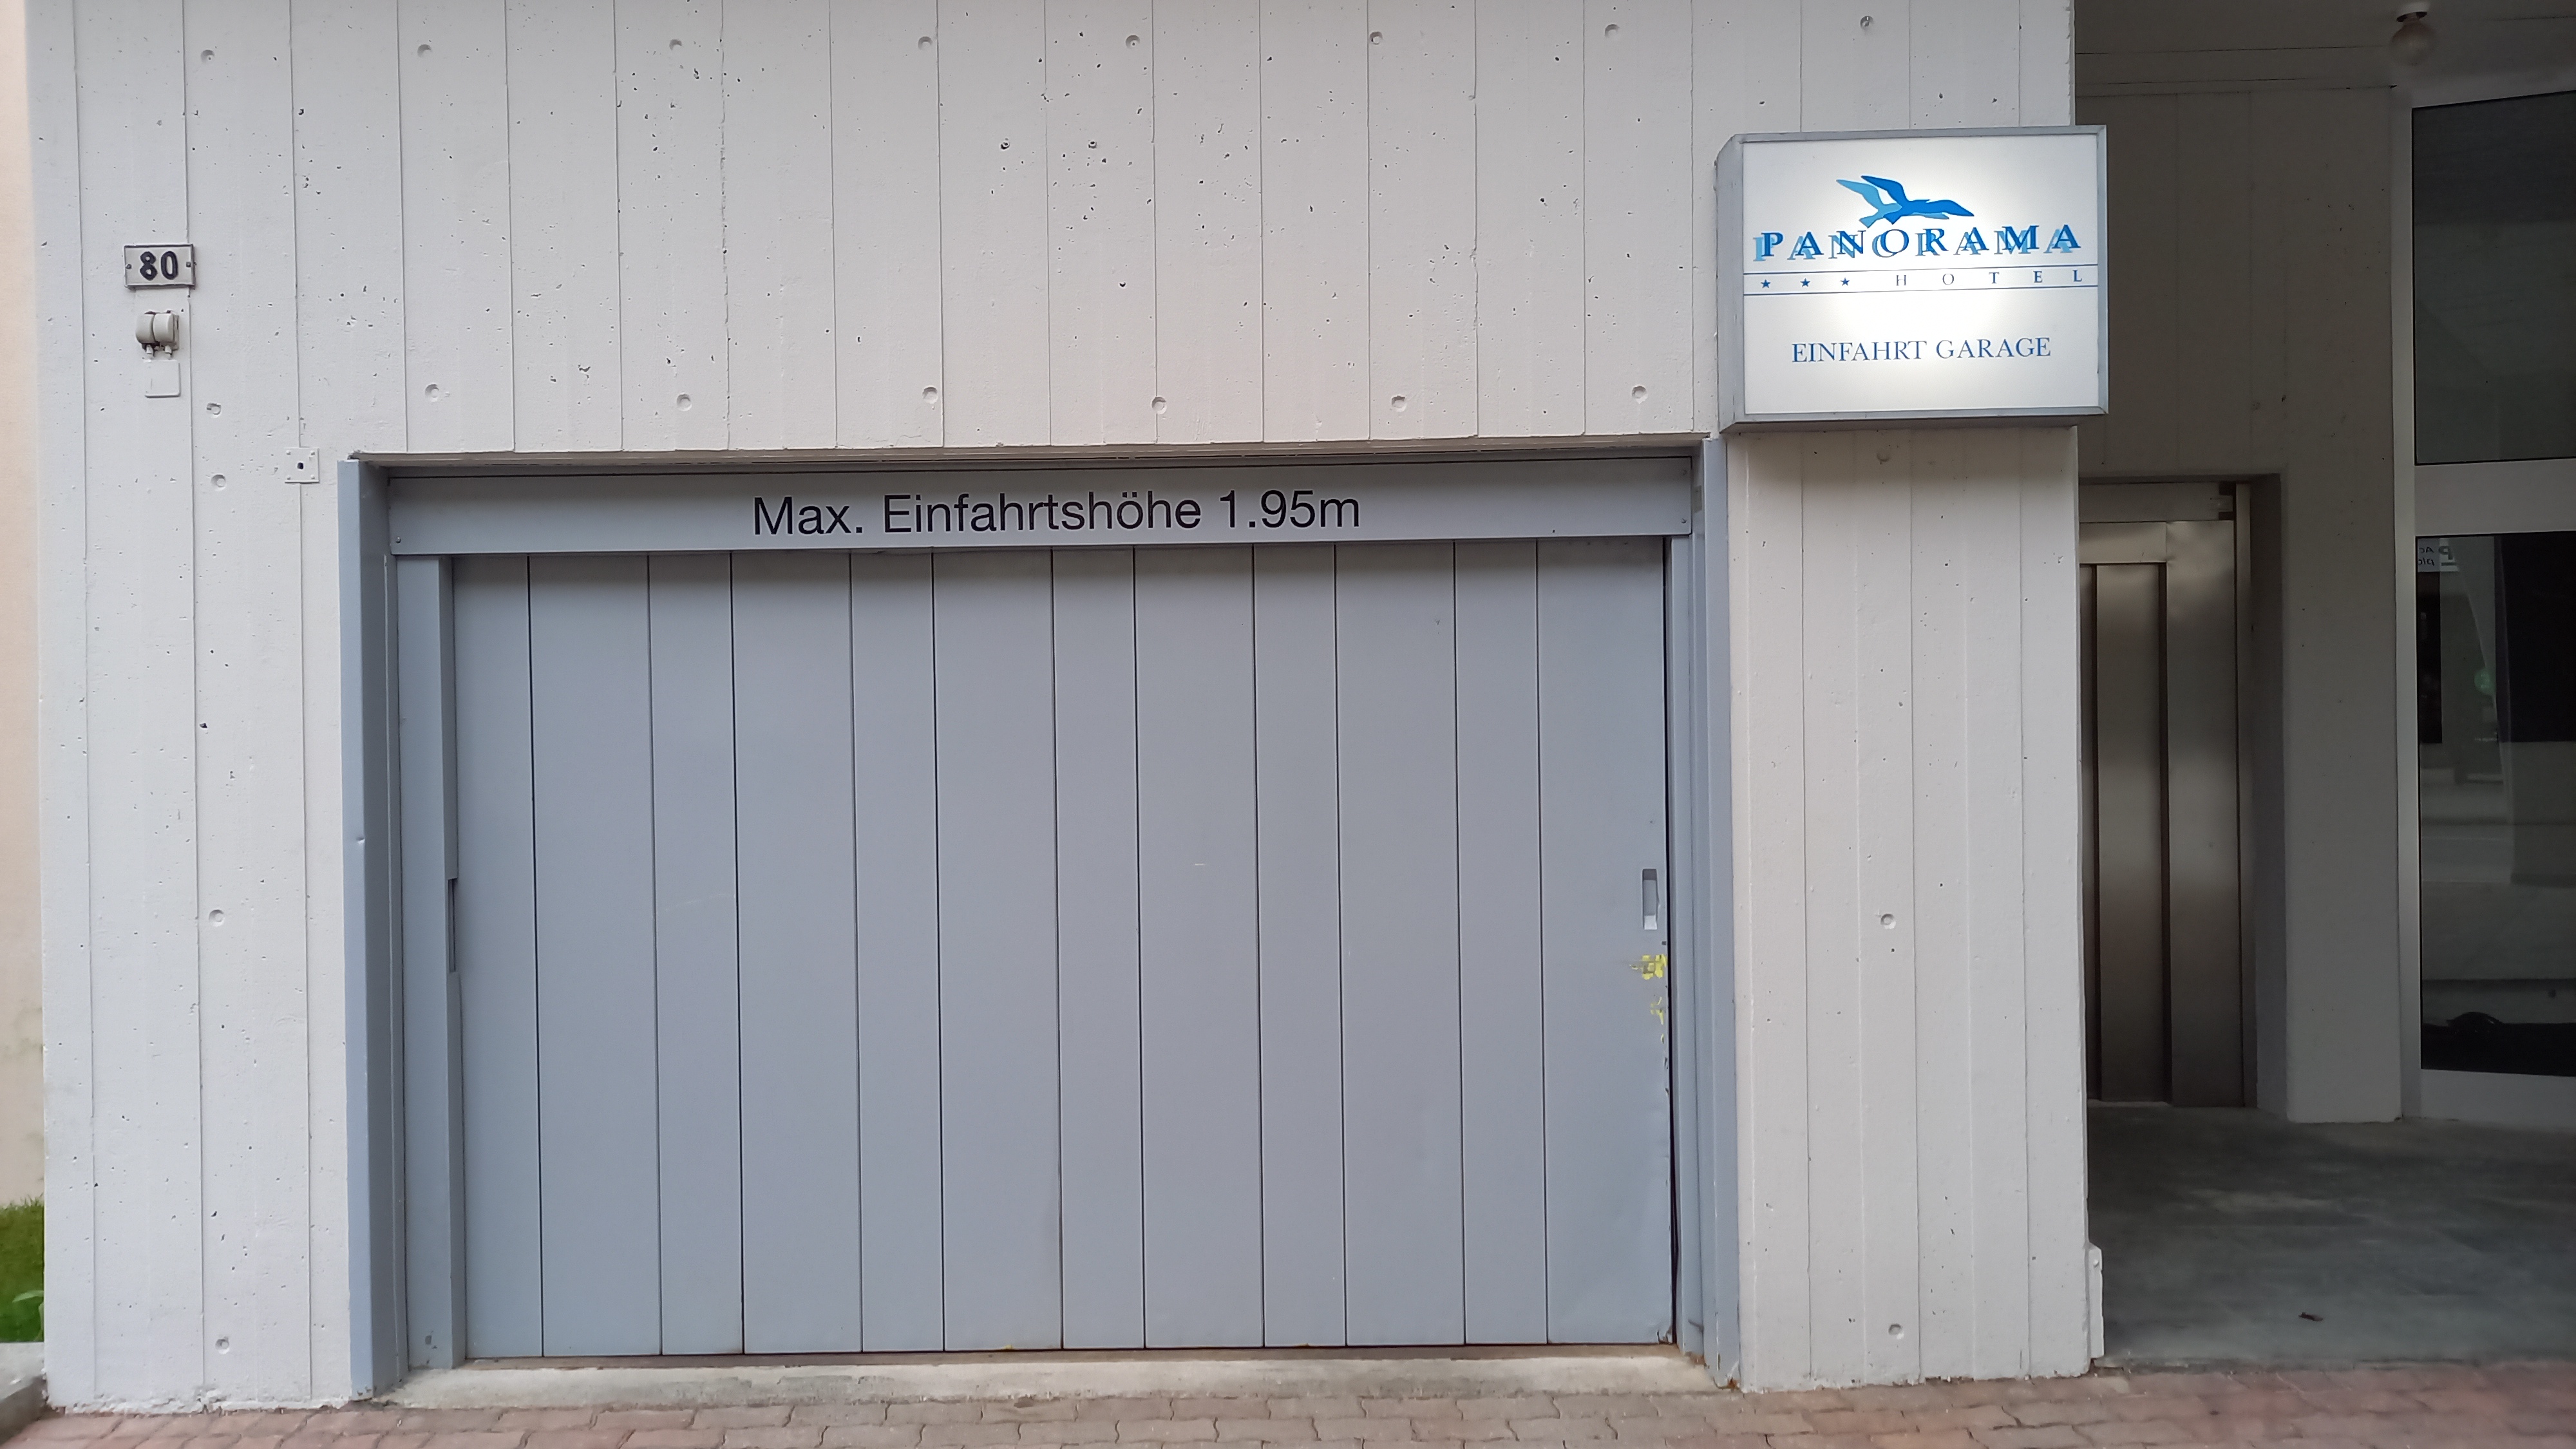 80
PANORAMA
★ ★ ★ HOTEL
EINFAHRT GARAGE
Max. Einfahrtshöhe 1.95m